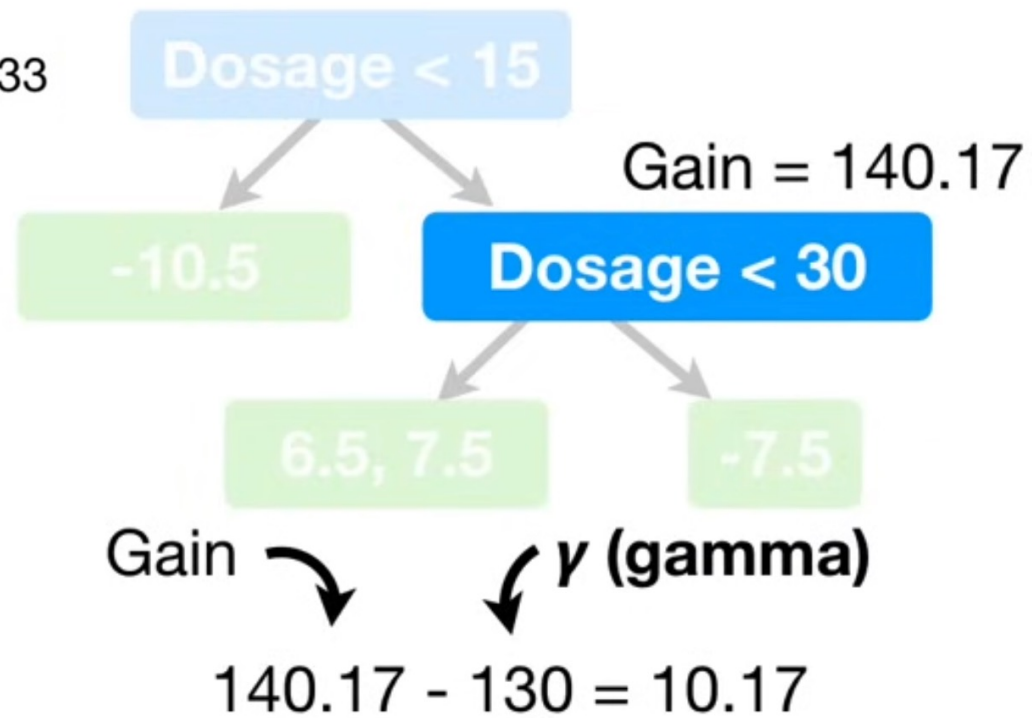 Dosage < 15
33
Gain = 140.17
-10.5
Dosage < 30
6.5, 7.5
-7.5
Gain
γ (gamma)
140.17 - 130 = 10.17